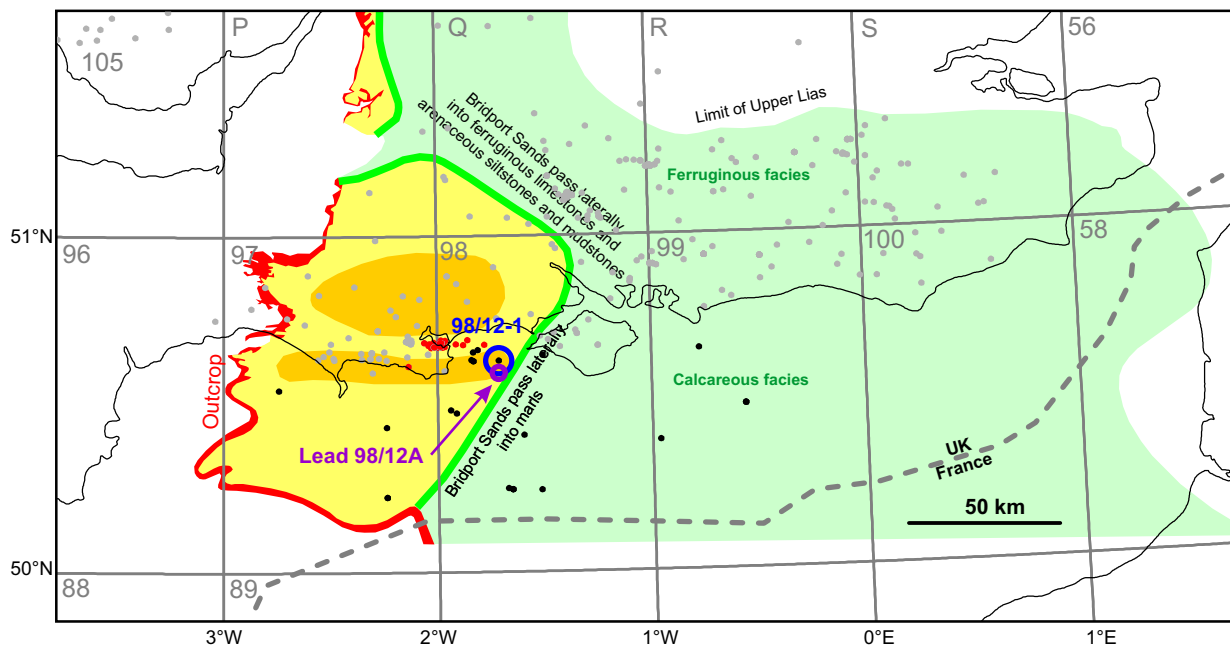 P
Q
R
S
56
105
Limit of Upper Lias
Bridport Sands pass laterally
into ferruginous limestones and
arenaceous siltstones and mudstones
Ferruginous facies
51°N
96
97
98
99
100
58
98/12-1
Outcrop
Bridport Sands pass laterally
into marls
Calcareous facies
Lead 98/12A
UK
France
50 km
50°N
88
89
3°W
2°W
1°W
0°E
1°E